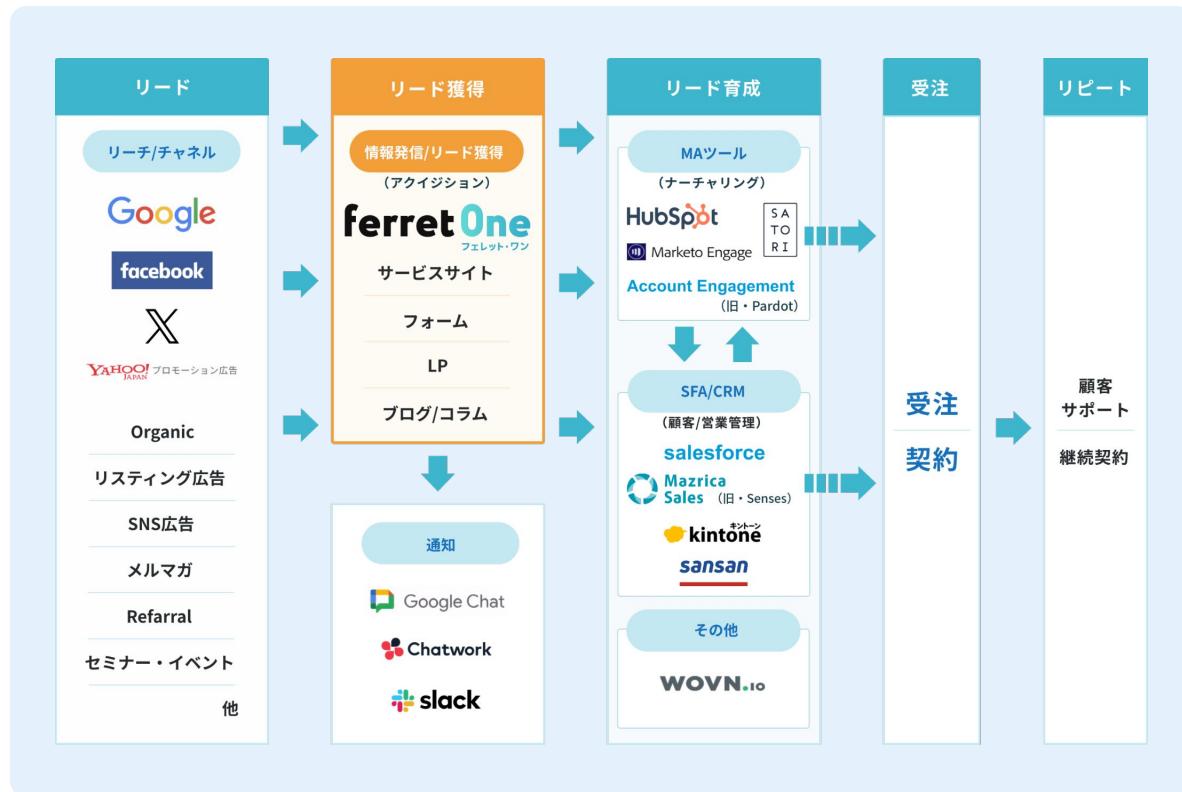 リード
リーチ/チャネル
Google
facebook
X
YAHOO! JAPAN プロモーション広告
Organic
リスティング広告
SNS広告
メルマガ
Refarral
セミナー・イベント
他
リード獲得
情報発信/リード獲得
（アクイジション）
ferret One
フェレット・ワン
サービスサイト
フォーム
LP
ブログ/コラム
通知
Google Chat
Chatwork
slack
リード育成
MAツール
（ナーチャリング）
HubSpot
SA
TO
RI
Marketo Engage
Account Engagement
（旧・Pardot）
SFA/CRM
（顧客/営業管理）
salesforce
Mazrica
Sales （旧・Senses）
キントーン
kintone
sansan
その他
WOVN.io
受注
受注
契約
リピート
顧客
サポート
継続契約